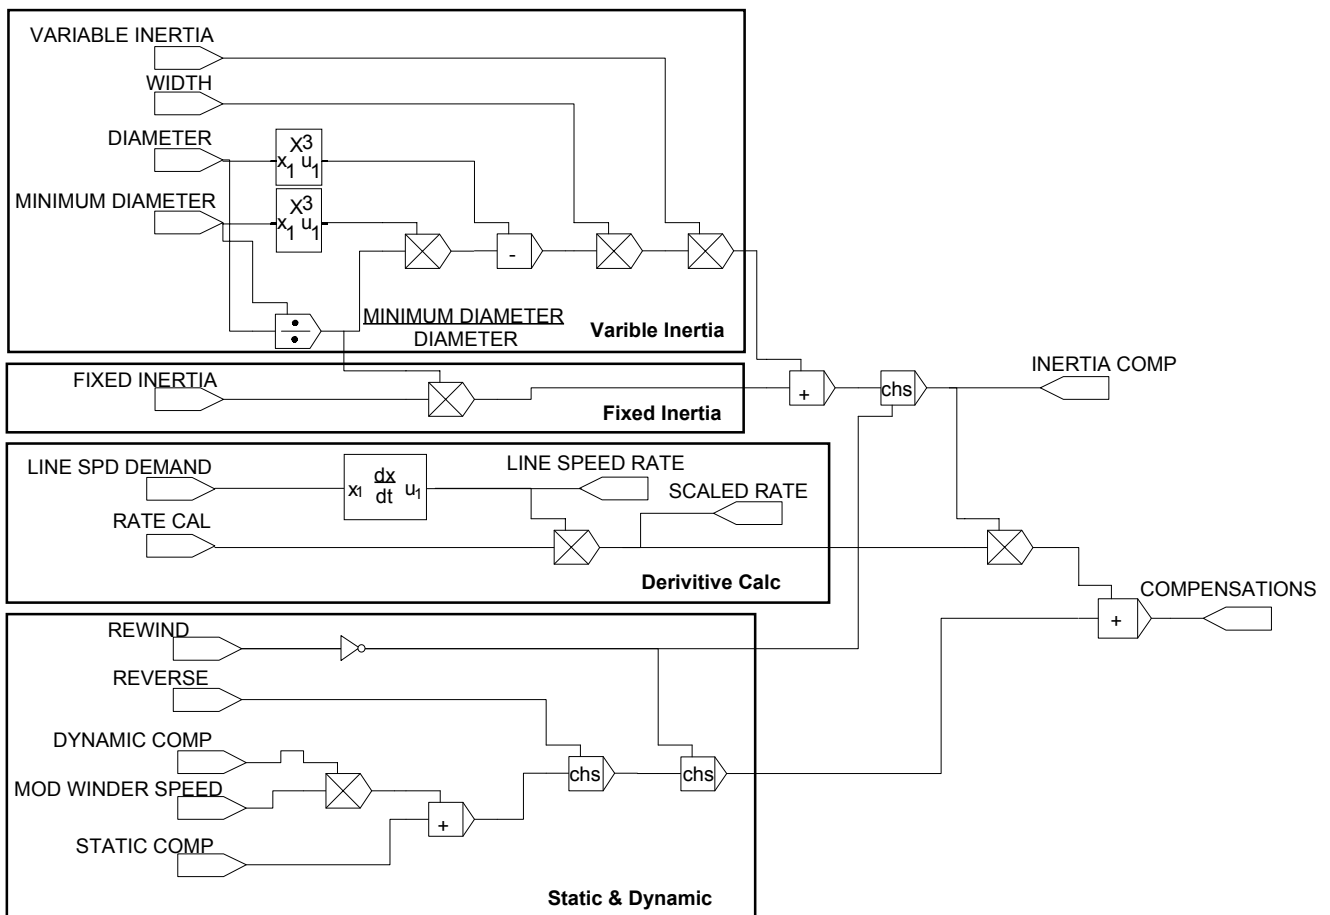 VARIABLE INERTIA
WIDTH
DIAMETER
X3
x1 u1
MINIMUM DIAMETER
X3
x1 u1
-
÷
MINIMUM DIAMETER
DIAMETER
Varible Inertia
FIXED INERTIA
Fixed Inertia
+
chs
INERTIA COMP
LINE SPD DEMAND
x1 dx u1
dt
LINE SPEED RATE
SCALED RATE
RATE CAL
Derivitive Calc
+
COMPENSATIONS
REWIND
REVERSE
DYNAMIC COMP
MOD WINDER SPEED
chs
chs
+
STATIC COMP
Static & Dynamic